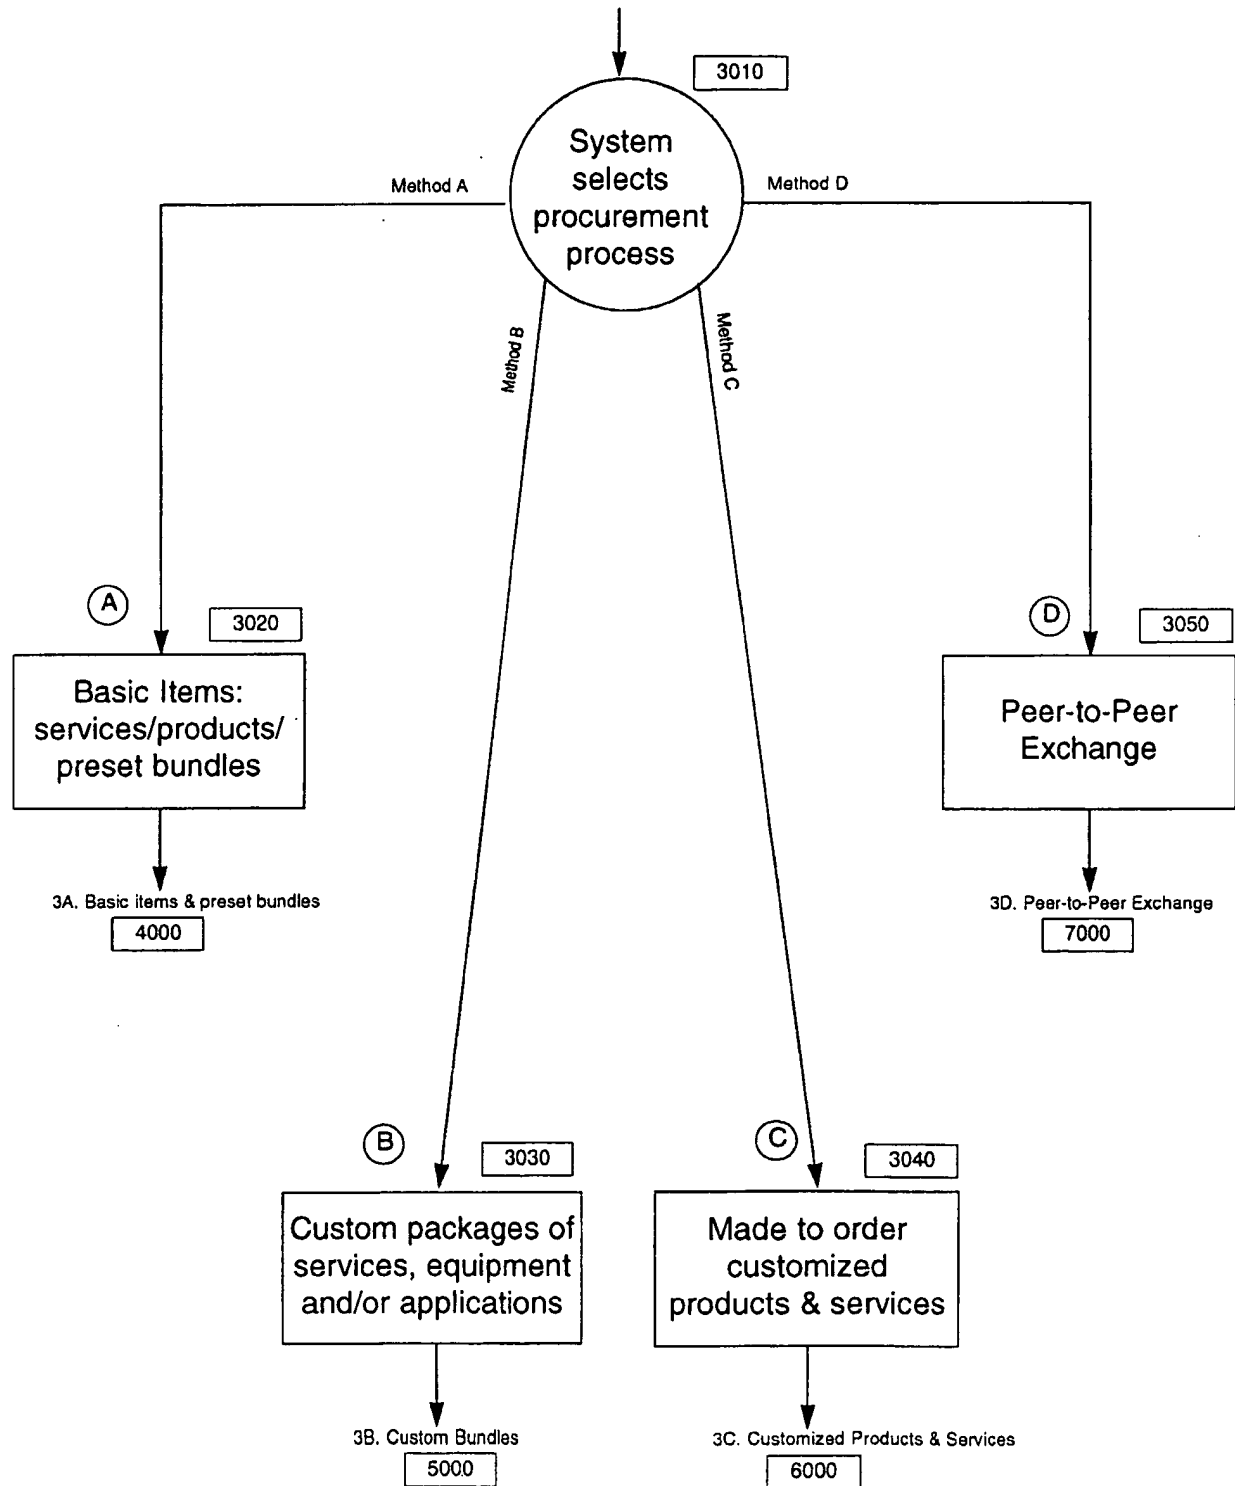 3010
System
selects
procurement
process
Method A
Method D
Method B
Method C
A
3020
Basic Items:
services/products/
preset bundles
3A. Basic items & preset bundles
4000
D
3050
Peer-to-Peer
Exchange
3D. Peer-to-Peer Exchange
7000
B
3030
Custom packages of
services, equipment
and/or applications
3B. Custom Bundles
5000
C
3040
Made to order
customized
products & services
3C. Customized Products & Services
6000